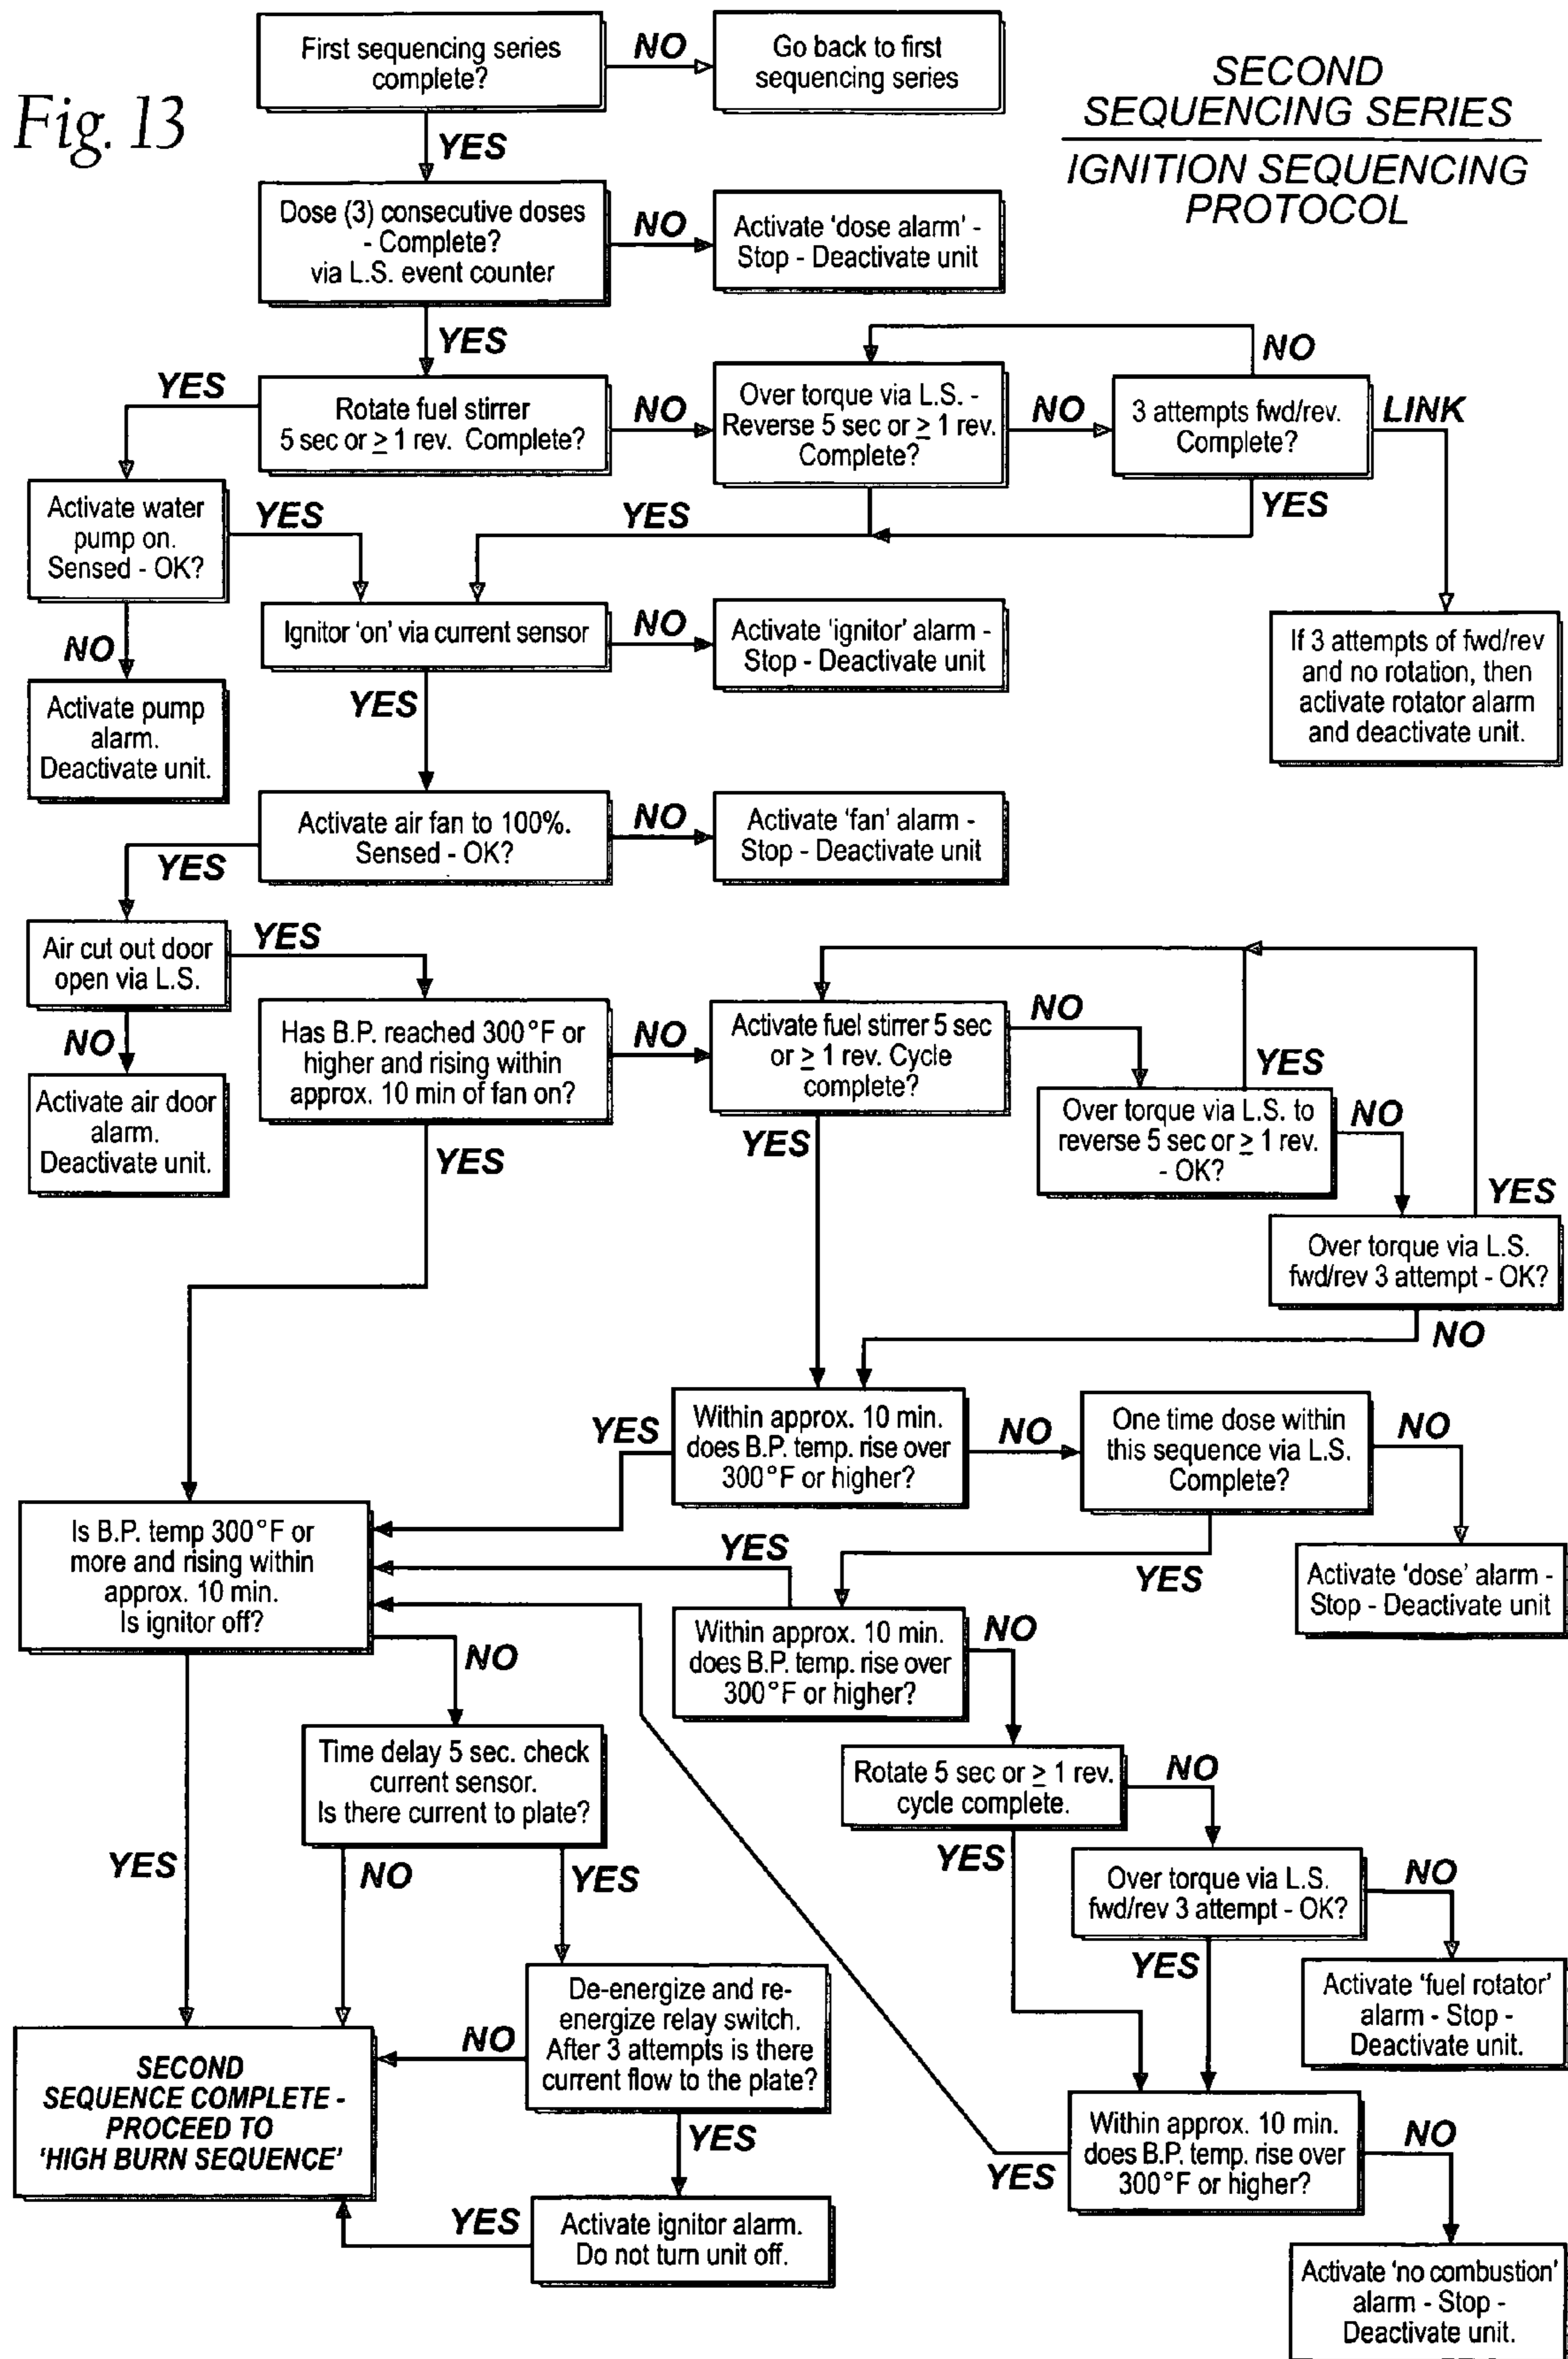 Fig. 13
SECOND
SEQUENCING SERIES
IGNITION SEQUENCING
PROTOCOL
First sequencing series
complete?
NO
Go back to first
sequencing series
YES
Dose (3) consecutive doses
- Complete?
via L.S. event counter
NO
Activate ‘dose alarm’ -
Stop - Deactivate unit
YES
Rotate fuel stirrer
5 sec or ≥ 1 rev. Complete?
YES
NO
Over torque via L.S. -
Reverse 5 sec or ≥ 1 rev.
Complete?
NO
3 attempts fwd/rev.
Complete?
NO
LINK
YES
YES
If 3 attempts of fwd/rev
and no rotation, then
activate rotator alarm
and deactivate unit.
Activate water
pump on.
Sensed - OK?
YES
NO
Activate pump
alarm.
Deactivate unit.
Ignitor ‘on’ via current sensor
NO
Activate ‘ignitor’ alarm -
Stop - Deactivate unit
YES
Activate air fan to 100%.
Sensed - OK?
NO
Activate ‘fan’ alarm -
Stop - Deactivate unit
YES
Air cut out door
open via L.S.
YES
NO
Activate air door
alarm.
Deactivate unit.
Has B.P. reached 300°F or
higher and rising within
approx. 10 min of fan on?
NO
YES
Activate fuel stirrer 5 sec
or ≥ 1 rev. Cycle
complete?
NO
YES
Over torque via L.S. to
reverse 5 sec or ≥ 1 rev.
- OK?
YES
NO
Over torque via L.S.
fwd/rev 3 attempt - OK?
YES
NO
Within approx. 10 min.
does B.P. temp. rise over
300°F or higher?
YES
NO
One time dose within
this sequence via L.S.
Complete?
NO
YES
Activate ‘dose’ alarm -
Stop - Deactivate unit
Is B.P. temp 300°F or
more and rising within
approx. 10 min.
Is ignitor off?
YES
NO
Within approx. 10 min.
does B.P. temp. rise over
300°F or higher?
YES
NO
Time delay 5 sec. check
current sensor.
Is there current to plate?
NO
YES
Rotate 5 sec or ≥ 1 rev.
cycle complete.
NO
YES
Over torque via L.S.
fwd/rev 3 attempt - OK?
NO
YES
Activate ‘fuel rotator’
alarm - Stop -
Deactivate unit.
De-energize and re-
energize relay switch.
After 3 attempts is there
current flow to the plate?
NO
YES
SECOND
SEQUENCE COMPLETE -
PROCEED TO
‘HIGH BURN SEQUENCE’
Activate ignitor alarm.
Do not turn unit off.
YES
Within approx. 10 min.
does B.P. temp. rise over
300°F or higher?
YES
NO
Activate ‘no combustion’
alarm - Stop -
Deactivate unit.